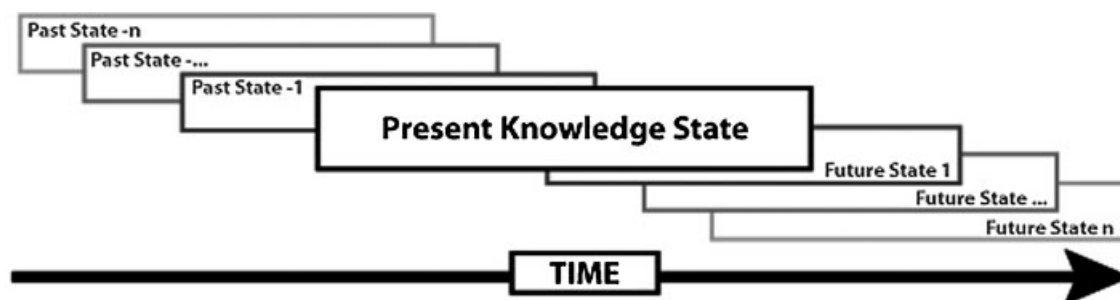 Past State -n
Past State -...
Past State -1
Present Knowledge State
Future State 1
Future State ...
Future State n
TIME